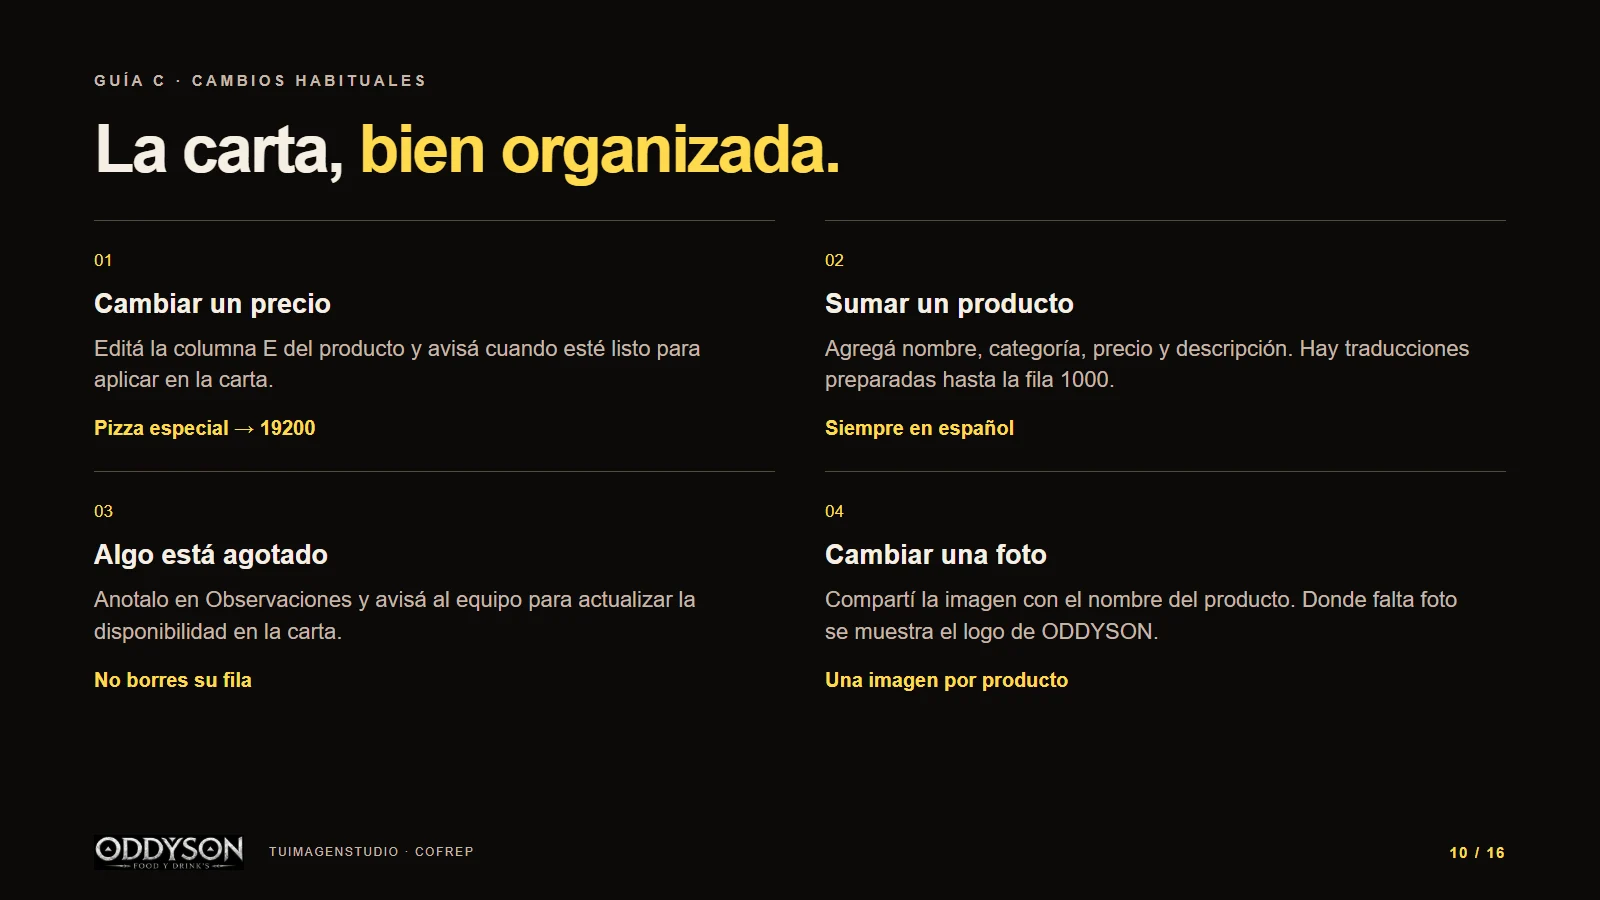 GUÍA C · CAMBIOS HABITUALES
La carta, bien organizada.
01
Cambiar un precio
Editá la columna E del producto y avisá cuando esté listo para
aplicar en la carta.
Pizza especial → 19200
02
Sumar un producto
Agregá nombre, categoría, precio y descripción. Hay traducciones
preparadas hasta la fila 1000.
Siempre en español
03
Algo está agotado
Anotalo en Observaciones y avisá al equipo para actualizar la
disponibilidad en la carta.
No borres su fila
04
Cambiar una foto
Compartí la imagen con el nombre del producto. Donde falta foto
se muestra el logo de ODDYSON.
Una imagen por producto
ODDYSON
FOOD Y DRINK'S
TUIMAGENSTUDIO · COFREP
10 / 16